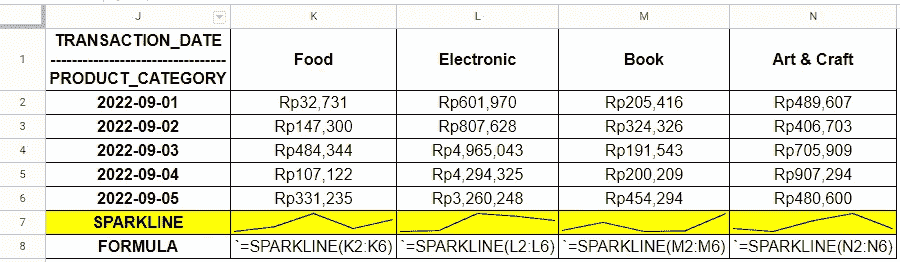 J K L M N
1 TRANSACTION_DATE Food Electronic Book Art & Craft
----------------------------------
PRODUCT_CATEGORY
2 2022-09-01 Rp32,731 Rp601,970 Rp205,416 Rp489,607
3 2022-09-02 Rp147,300 Rp807,628 Rp324,326 Rp406,703
4 2022-09-03 Rp484,344 Rp4,965,043 Rp191,543 Rp705,909
5 2022-09-04 Rp107,122 Rp4,294,325 Rp200,209 Rp907,294
6 2022-09-05 Rp331,235 Rp3,260,248 Rp454,294 Rp480,600
7 SPARKLINE
8 FORMULA `=SPARKLINE(K2:K6) `=SPARKLINE(L2:L6) `=SPARKLINE(M2:M6) `=SPARKLINE(N2:N6)